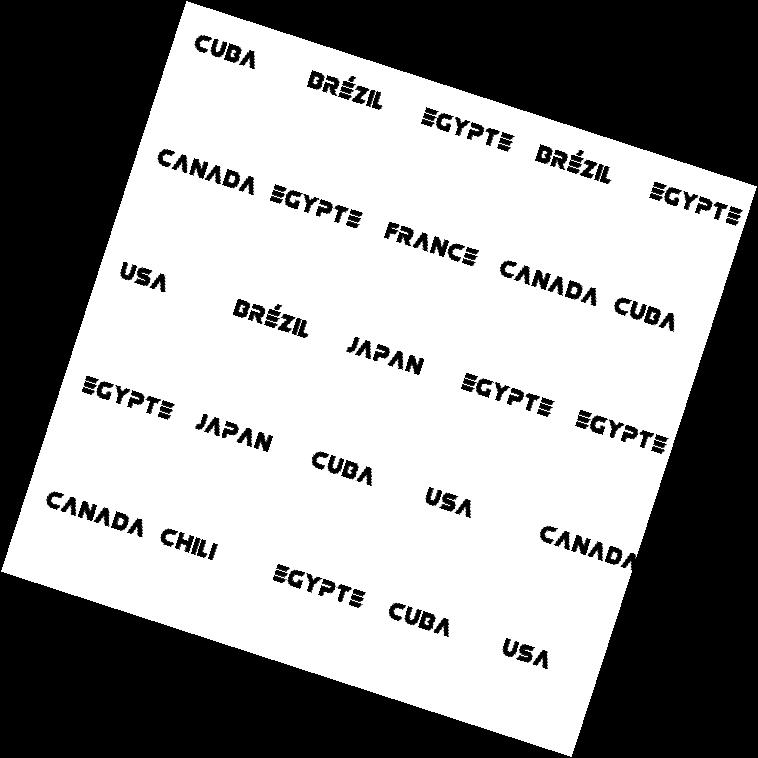 CUBA BRÉZIL EGYPTE BRÉZIL EGYPTE
CANADA EGYPTE FRANCE CANADA CUBA
USA BRÉZIL JAPAN EGYPTE EGYPTE
EGYPTE JAPAN CUBA USA CANADA
CANADA CHILI EGYPTE CUBA USA